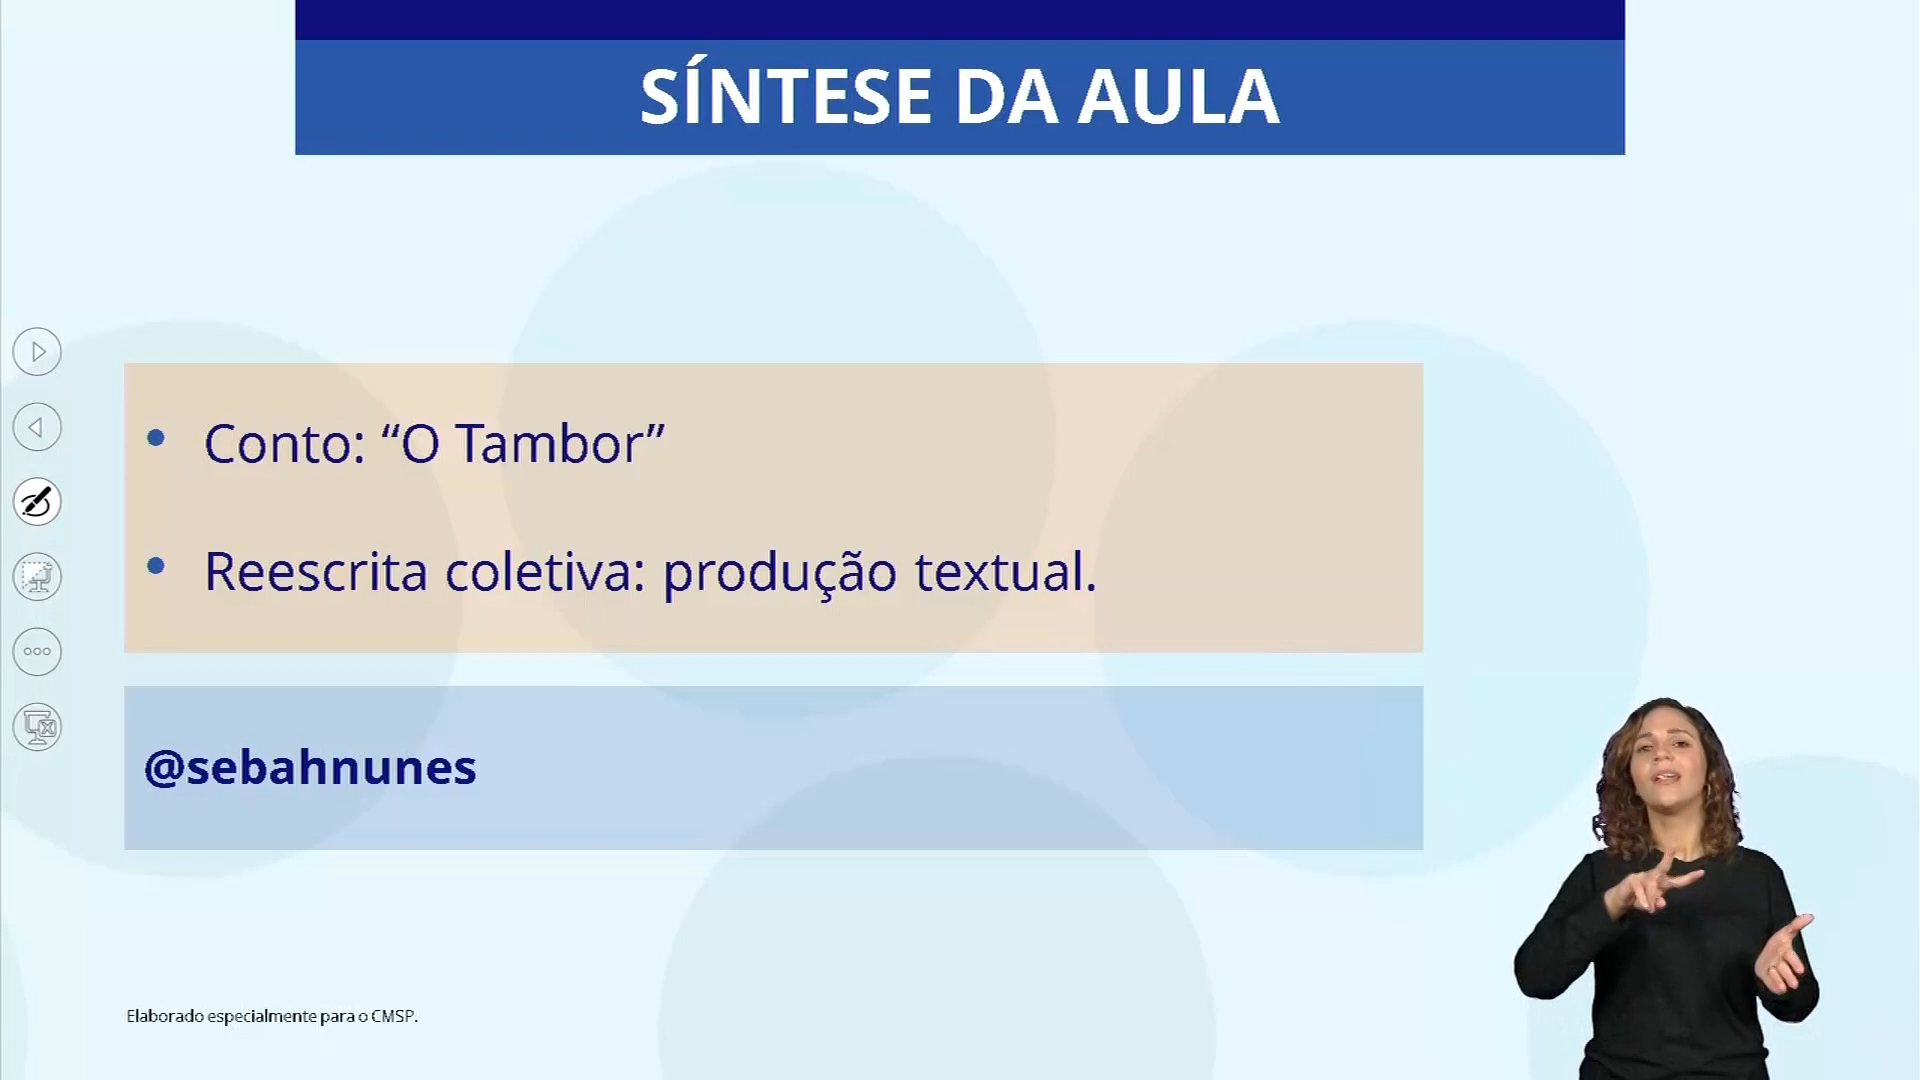 SÍNTESE DA AULA
• Conto: “O Tambor”
• Reescrita coletiva: produção textual.
@sebahnunes
Elaborado especialmente para o CMSP.